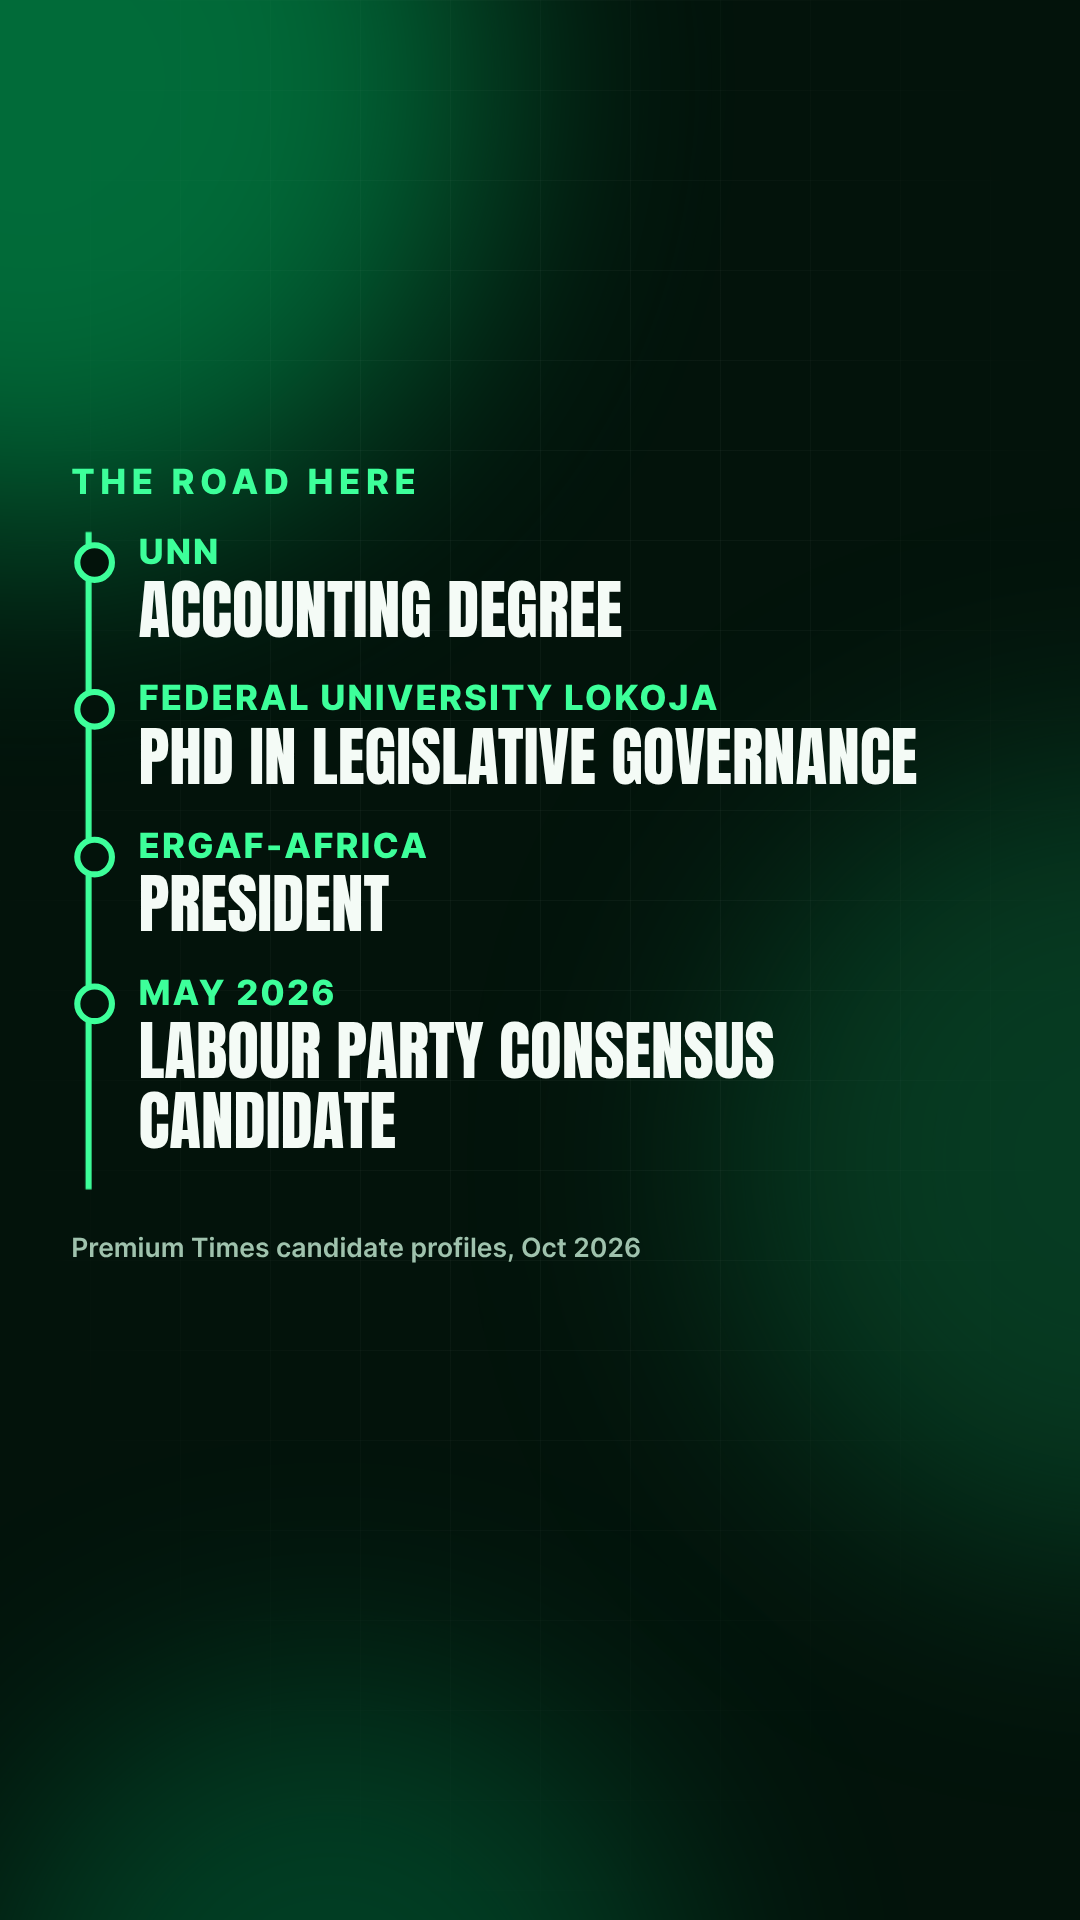 THE ROAD HERE
UNN
ACCOUNTING DEGREE
FEDERAL UNIVERSITY LOKOJA
PHD IN LEGISLATIVE GOVERNANCE
ERGAF-AFRICA
PRESIDENT
MAY 2026
LABOUR PARTY CONSENSUS
CANDIDATE
Premium Times candidate profiles, Oct 2026